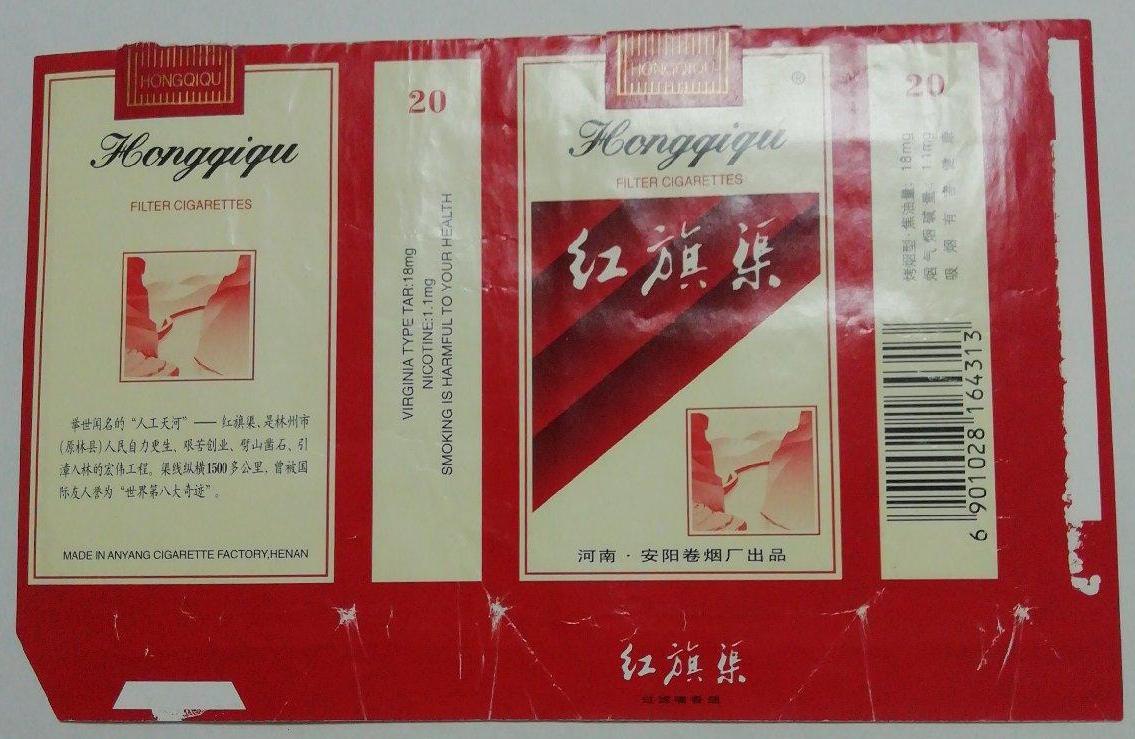 HONGQIQU
Hongqiqu
FILTER CIGARETTES
举世闻名的“人工天河”——红旗渠,是林州市
(原林县)人民自力更生、艰苦创业、劈山凿石、引
漳入林的宏伟工程。渠线纵横1500多公里,曾被国
际友人誉为“世界第八大奇迹”。
MADE IN ANYANG CIGARETTE FACTORY,HENAN
20
VIRGINIA TYPE TAR:18mg
NICOTINE:1.1mg
SMOKING IS HARMFUL TO YOUR HEALTH
HONGQIQU
®
Hongqiqu
FILTER CIGARETTES
红旗渠
河南·安阳卷烟厂出品
20
烤烟型·焦油量:18mg
烟气烟碱量:1.1mg
吸烟有害健康
6 901028 164313
红旗渠
过滤嘴香烟